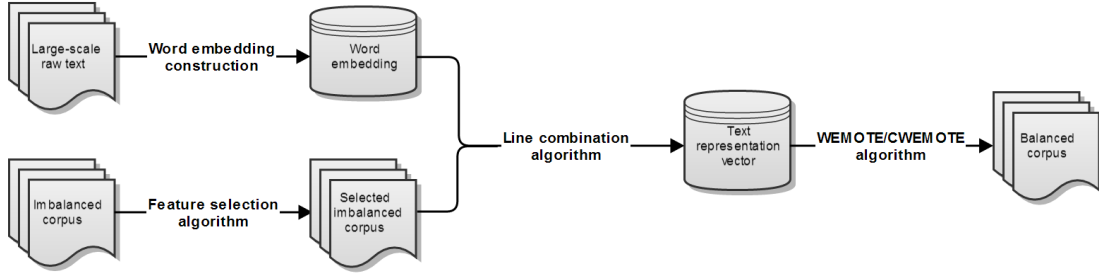 Large-scale
raw text
Word embedding
construction
Word
embedding
Imbalanced
corpus
Feature selection
algorithm
Selected
imbalanced
corpus
Line combination
algorithm
Text
representation
vector
WEMOTE/CWEMOTE
algorithm
Balanced
corpus